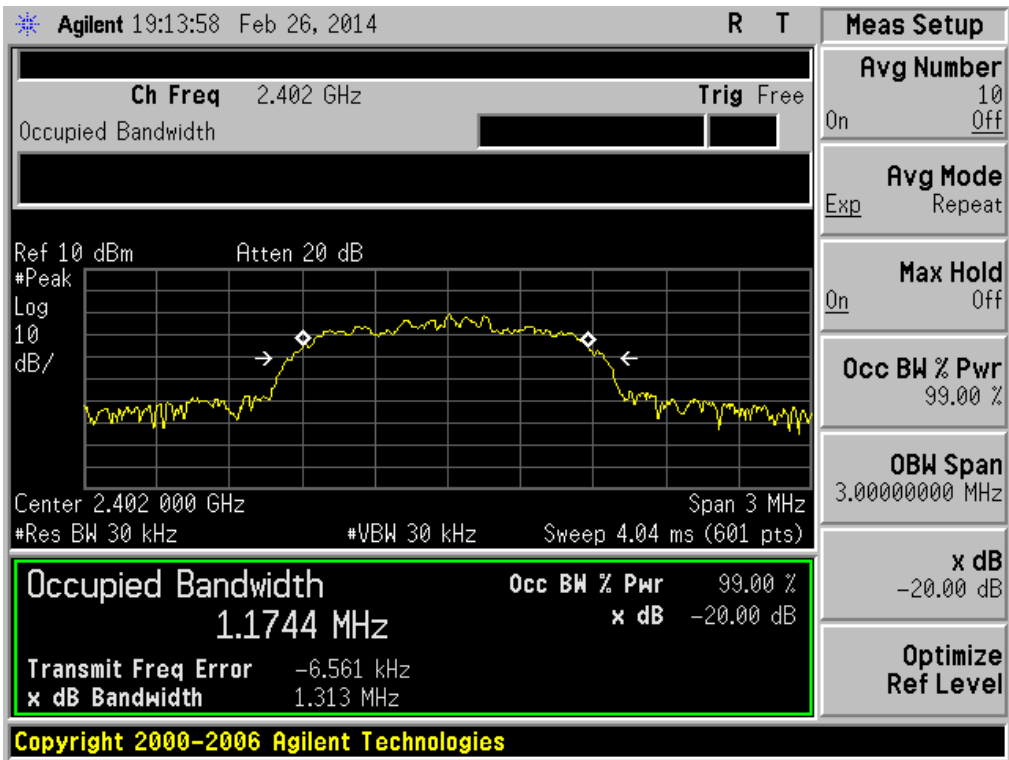 Agilent 19:13:58 Feb 26, 2014 R T
Ch Freq 2.402 GHz Trig Free
Occupied Bandwidth
Ref 10 dBm Atten 20 dB
#Peak
Log
10
dB/
Center 2.402 000 GHz Span 3 MHz
#Res BW 30 kHz #VBW 30 kHz Sweep 4.04 ms (601 pts)
Occupied Bandwidth Occ BW % Pwr 99.00 %
1.1744 MHz x dB -20.00 dB
Transmit Freq Error -6.561 kHz
x dB Bandwidth 1.313 MHz
Copyright 2000-2006 Agilent Technologies
Meas Setup
Avg Number
10
On Off
Avg Mode
Exp Repeat
Max Hold
On Off
Occ BW % Pwr
99.00 %
OBW Span
3.00000000 MHz
x dB
-20.00 dB
Optimize
Ref Level